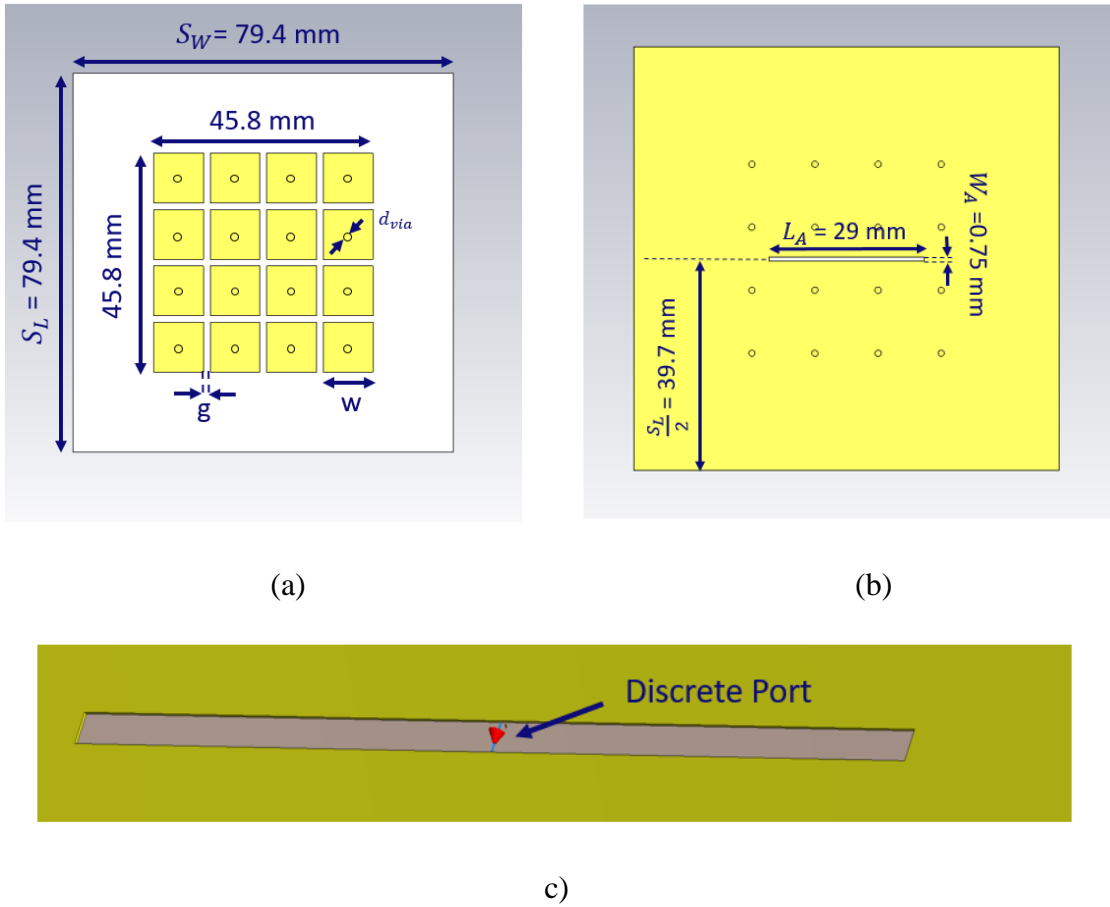 S_W= 79.4 mm
45.8 mm
S_L = 79.4 mm
45.8 mm
d_via
g
w
(a)
L_A = 29 mm
W_A =0.75 mm
S_L/2 = 39.7 mm
(b)
Discrete Port
c)